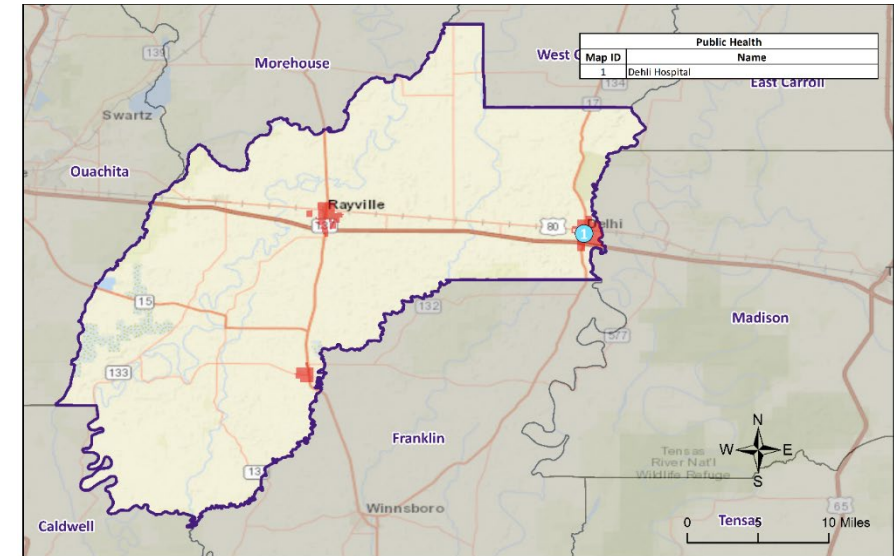 Public Health
Map ID Name
1 Dehli Hospital
139
Morehouse
134
East Carroll
17
Swartz
Ouachita
Rayville
137
80
Delhi
1
15
132
Madison
577
133
Franklin
N
W E
S
Tensas
River Nat'l
Wildlife Refuge
Winnsboro
65
Caldwell
Tensas
0 5 10 Miles